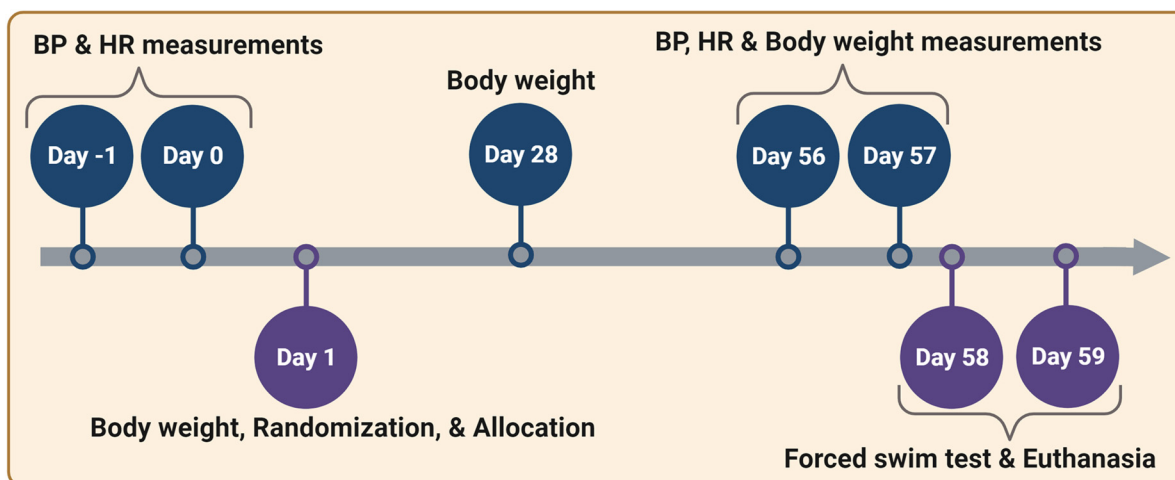 BP & HR measurements
BP, HR & Body weight measurements
Body weight
Day -1
Day 0
Day 28
Day 56
Day 57
Day 1
Day 58
Day 59
Body weight, Randomization, & Allocation
Forced swim test & Euthanasia